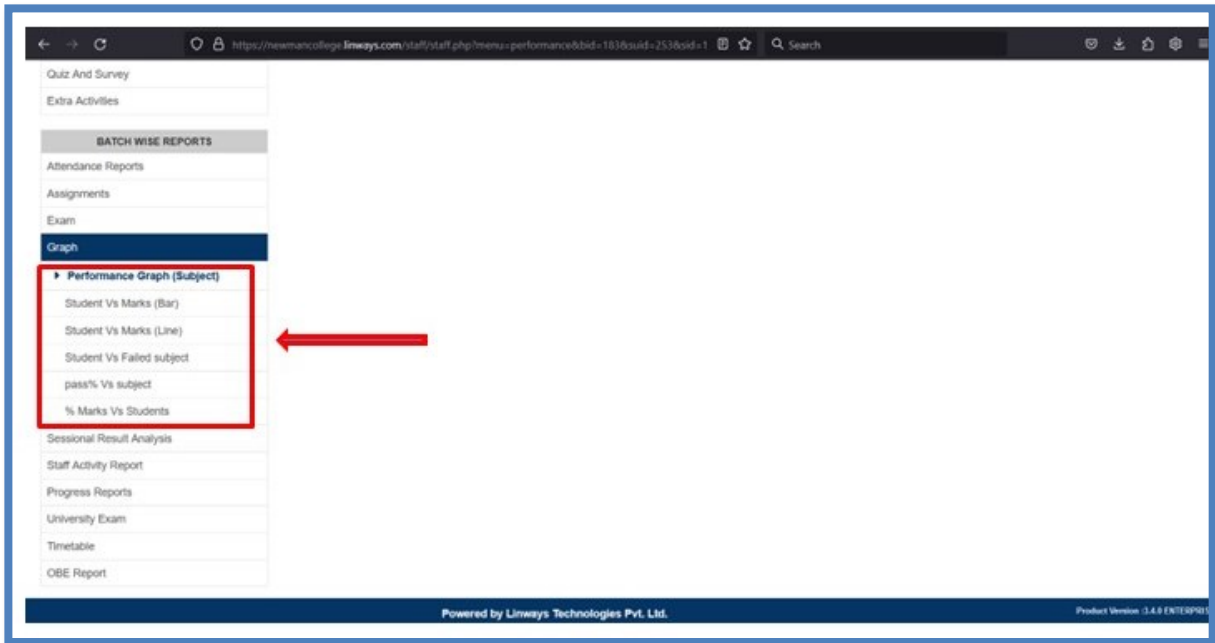 https://newmancollege.linways.com/staff/staff.php?menu=performance&bid=183&suid=253&sid=1 Search
Quiz And Survey
Extra Activities
BATCH WISE REPORTS
Attendance Reports
Assignments
Exam
Graph
Performance Graph (Subject)
Student Vs Marks (Bar)
Student Vs Marks (Line)
Student Vs Failed subject
pass% Vs subject
% Marks Vs Students
Sessional Result Analysis
Staff Activity Report
Progress Reports
University Exam
Timetable
OBE Report
Powered by Linways Technologies Pvt. Ltd. Product Version :3.4.0 ENTERPRIS